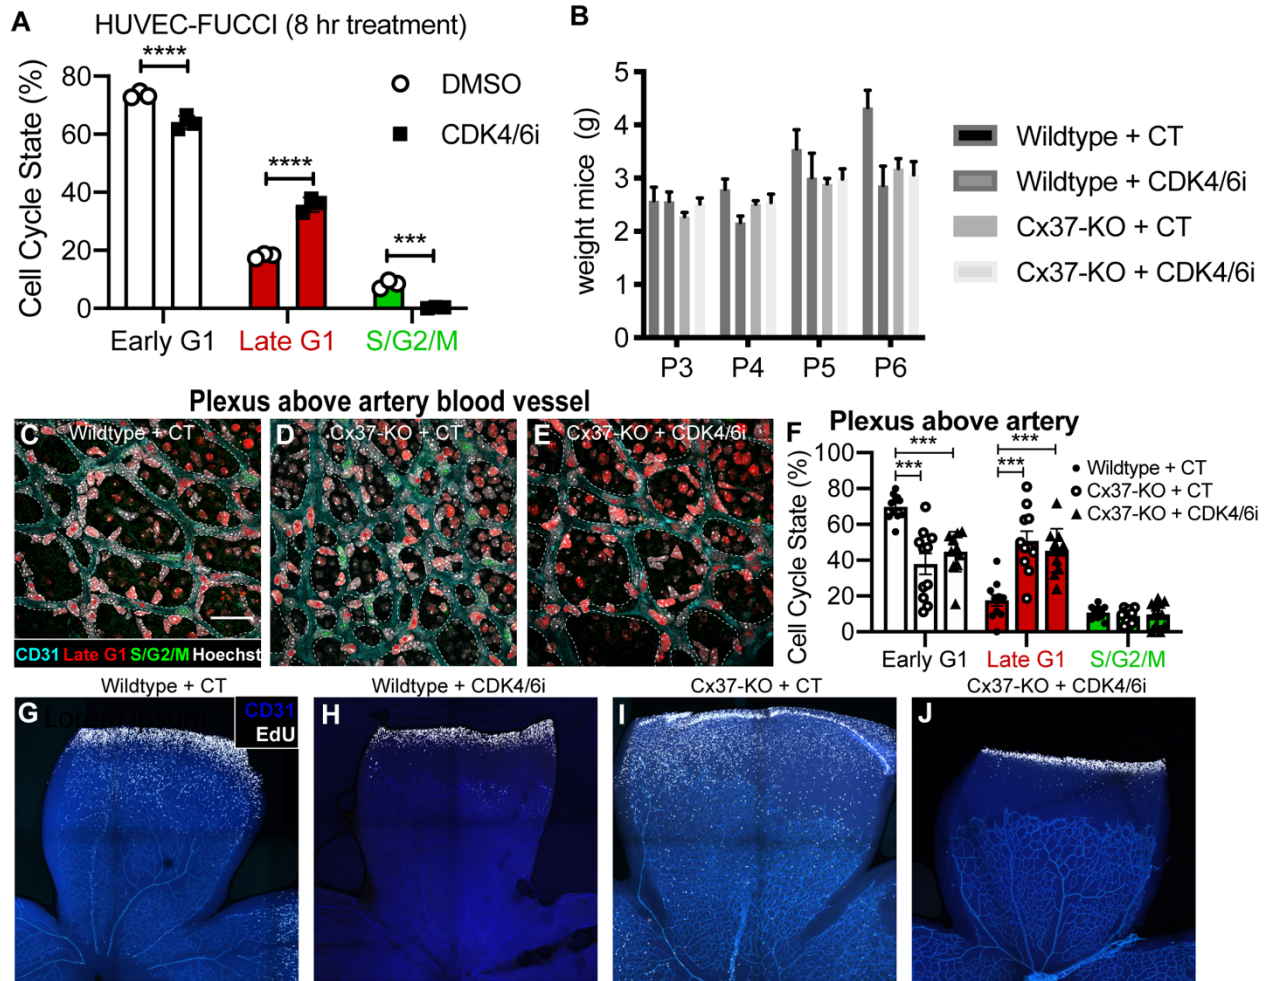 A
HUVEC-FUCCI (8 hr treatment)
Cell Cycle State (%)
80
60
40
20
0
****
****
***
DMSO
CDK4/6i
Early G1
Late G1
S/G2/M
B
weight mice (g)
5
4
3
2
1
0
P3
P4
P5
P6
Wildtype + CT
Wildtype + CDK4/6i
Cx37-KO + CT
Cx37-KO + CDK4/6i
Plexus above artery blood vessel
C
Wildtype + CT
D
Cx37-KO + CT
E
Cx37-KO + CDK4/6i
CD31 Late G1 S/G2/M Hoechst
F
Plexus above artery
Cell Cycle State (%)
100
80
60
40
20
0
***
***
***
***
Wildtype + CT
Cx37-KO + CT
Cx37-KO + CDK4/6i
Early G1
Late G1
S/G2/M
Wildtype + CT
G
Lorem ipsum
CD31
EdU
Wildtype + CDK4/6i
H
Cx37-KO + CT
I
Cx37-KO + CDK4/6i
J